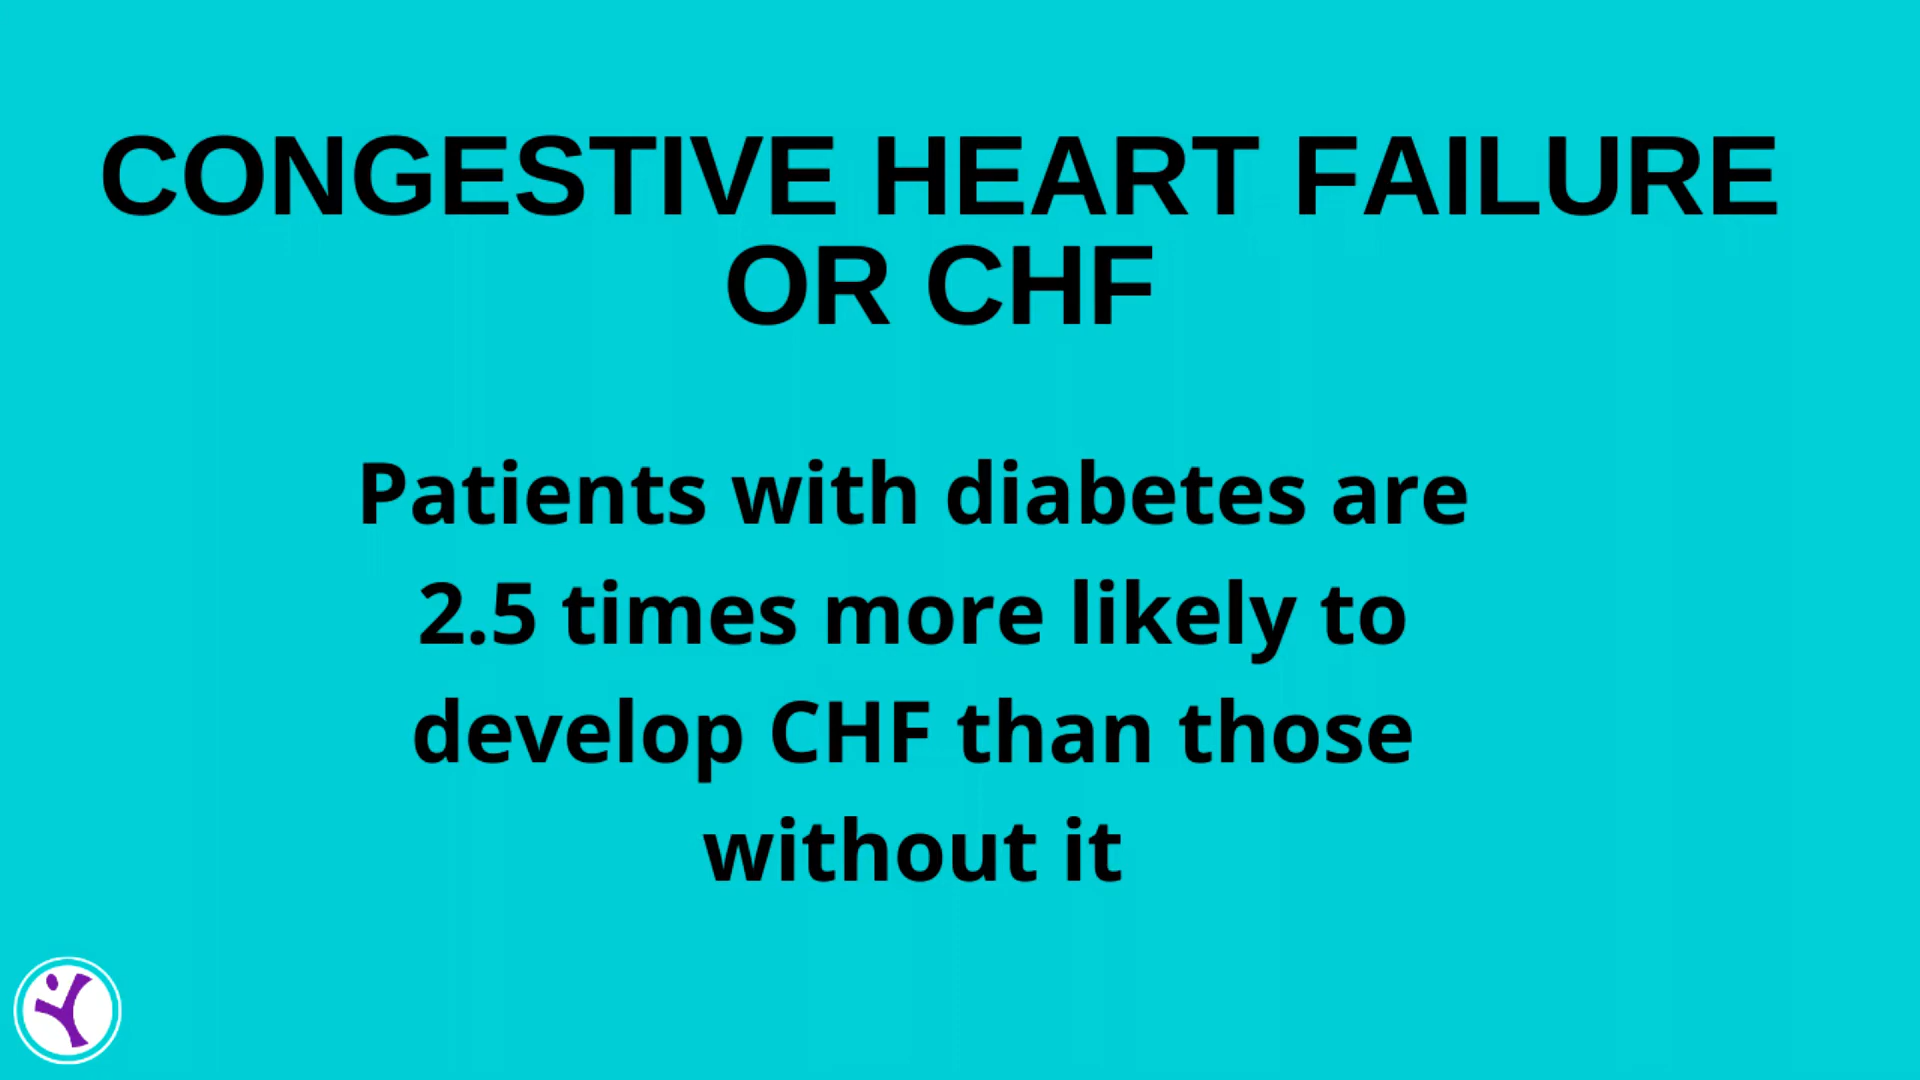 CONGESTIVE HEART FAILURE
OR CHF
Patients with diabetes are
2.5 times more likely to
develop CHF than those
without it